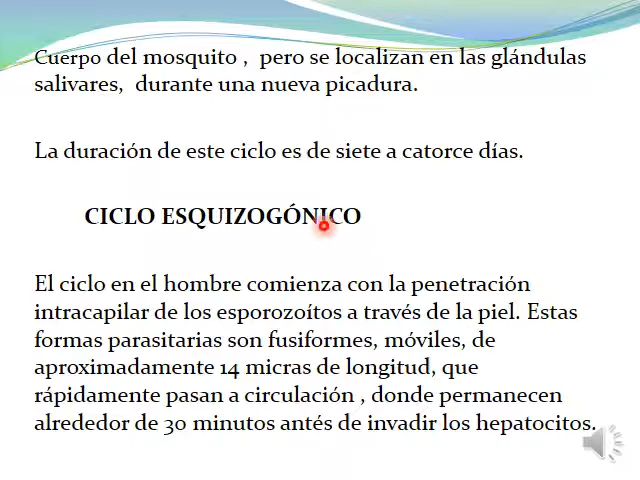 Cuerpo del mosquito , pero se localizan en las glándulas
salivares, durante una nueva picadura.
La duración de este ciclo es de siete a catorce días.
CICLO ESQUIZOGÓNICO
El ciclo en el hombre comienza con la penetración
intracapilar de los esporozoítos a través de la piel. Estas
formas parasitarias son fusiformes, móviles, de
aproximadamente 14 micras de longitud, que
rápidamente pasan a circulación , donde permanecen
alrededor de 30 minutos antés de invadir los hepatocitos.